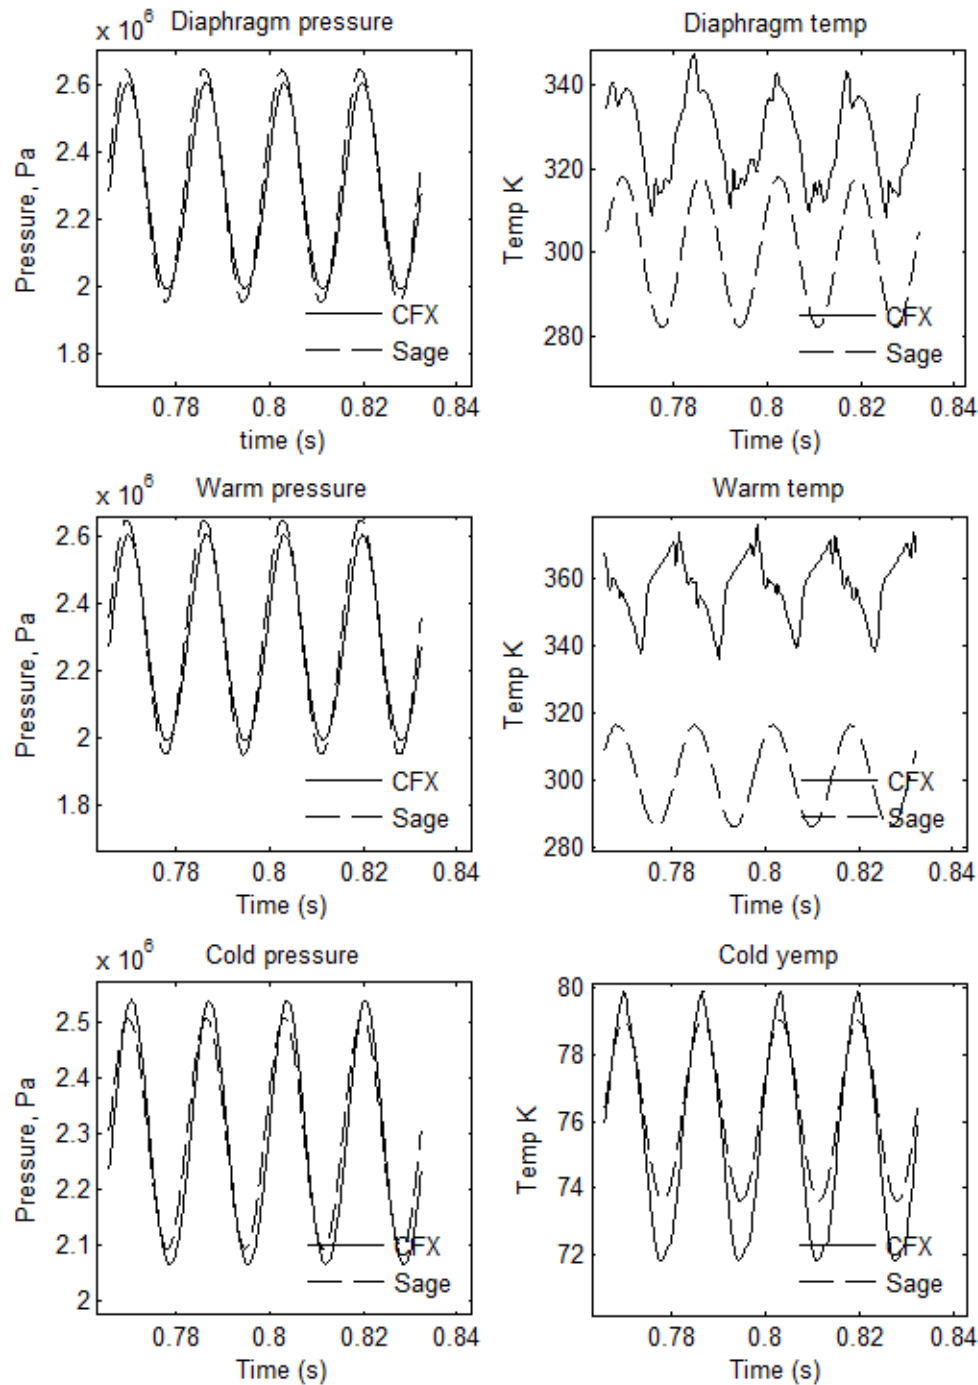 x 10^6 Diaphragm pressure
2.6
2.4
2.2
2
1.8
Pressure, Pa
CFX
Sage
0.78 0.8 0.82 0.84
time (s)
Diaphragm temp
340
320
300
280
Temp K
CFX
Sage
0.78 0.8 0.82 0.84
Time (s)
x 10^6 Warm pressure
2.6
2.4
2.2
2
1.8
Pressure, Pa
CFX
Sage
0.78 0.8 0.82 0.84
Time (s)
Warm temp
360
340
320
300
280
Temp K
CFX
Sage
0.78 0.8 0.82 0.84
Time (s)
x 10^6 Cold pressure
2.5
2.4
2.3
2.2
2.1
2
Pressure, Pa
CFX
Sage
0.78 0.8 0.82 0.84
Time (s)
Cold yemp
80
78
76
74
72
Temp K
CFX
Sage
0.78 0.8 0.82 0.84
Time (s)